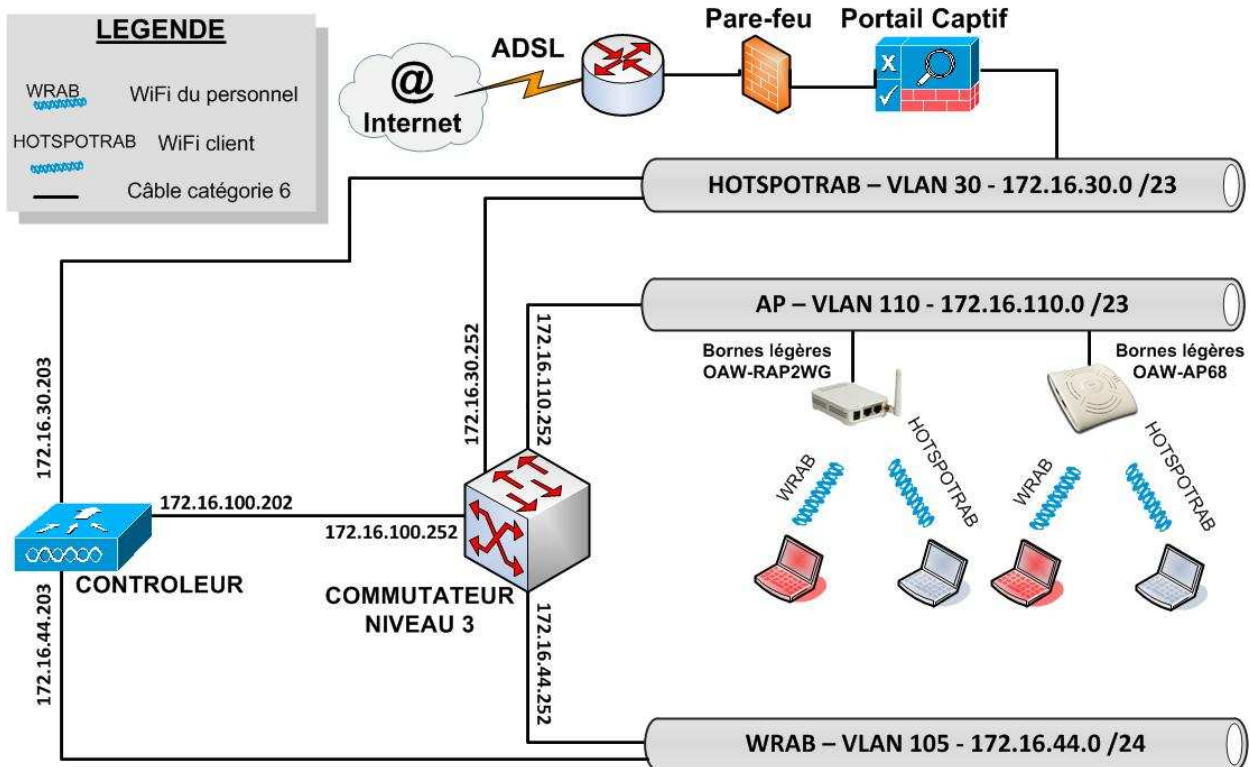 LEGENDE
WRAB WiFi du personnel
HOTSPOTRAB WiFi client
Câble catégorie 6
@
Internet
ADSL
Pare-feu
Portail Captif
X
HOTSPOTRAB – VLAN 30 - 172.16.30.0 /23
AP – VLAN 110 - 172.16.110.0 /23
Bornes légères
OAW-RAP2WG
Bornes légères
OAW-AP68
WRAB
HOTSPOTRAB
WRAB
HOTSPOTRAB
172.16.30.203
172.16.30.252
172.16.110.252
172.16.100.202
172.16.100.252
CONTROLEUR
COMMUTATEUR
NIVEAU 3
172.16.44.203
172.16.44.252
WRAB – VLAN 105 - 172.16.44.0 /24